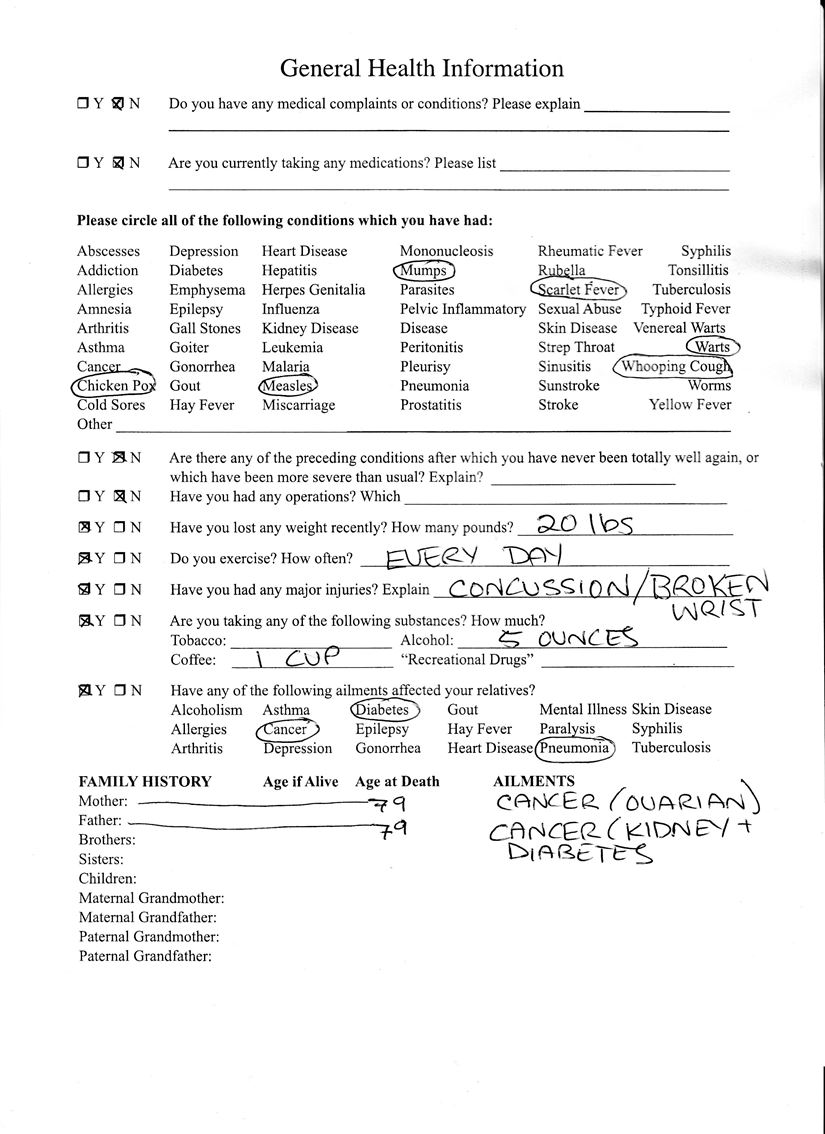 General Health Information
☐ Y ☒ N Do you have any medical complaints or conditions? Please explain
☐ Y ☒ N Are you currently taking any medications? Please list
Please circle all of the following conditions which you have had:
Abscesses Depression Heart Disease Mononucleosis Rheumatic Fever Syphilis
Addiction Diabetes Hepatitis Mumps Rubella Tonsillitis
Allergies Emphysema Herpes Genitalia Parasites Scarlet Fever Tuberculosis
Amnesia Epilepsy Influenza Pelvic Inflammatory Sexual Abuse Typhoid Fever
Arthritis Gall Stones Kidney Disease Disease Skin Disease Venereal Warts
Asthma Goiter Leukemia Peritonitis Strep Throat Warts
Cancer Gonorrhea Malaria Pleurisy Sinusitis Whooping Cough
Chicken Pox Gout Measles Pneumonia Sunstroke Worms
Cold Sores Hay Fever Miscarriage Prostatitis Stroke Yellow Fever
Other
☐ Y ☒ N Are there any of the preceding conditions after which you have never been totally well again, or
which have been more severe than usual? Explain?
☐ Y ☒ N Have you had any operations? Which
☒ Y ☐ N Have you lost any weight recently? How many pounds? 20 lbs
☒ Y ☐ N Do you exercise? How often? EVERY DAY
☒ Y ☐ N Have you had any major injuries? Explain CONCUSSION/BROKEN
WRIST
☒ Y ☐ N Are you taking any of the following substances? How much?
Tobacco: Alcohol: 5 OUNCES
Coffee: 1 CUP "Recreational Drugs"
☒ Y ☐ N Have any of the following ailments affected your relatives?
Alcoholism Asthma Diabetes Gout Mental Illness Skin Disease
Allergies Cancer Epilepsy Hay Fever Paralysis Syphilis
Arthritis Depression Gonorrhea Heart Disease Pneumonia Tuberculosis
FAMILY HISTORY Age if Alive Age at Death AILMENTS
Mother: 79 CANCER (OVARIAN)
Father: 79 CANCER (KIDNEY +
Brothers: DIABETES
Sisters:
Children:
Maternal Grandmother:
Maternal Grandfather:
Paternal Grandmother:
Paternal Grandfather: